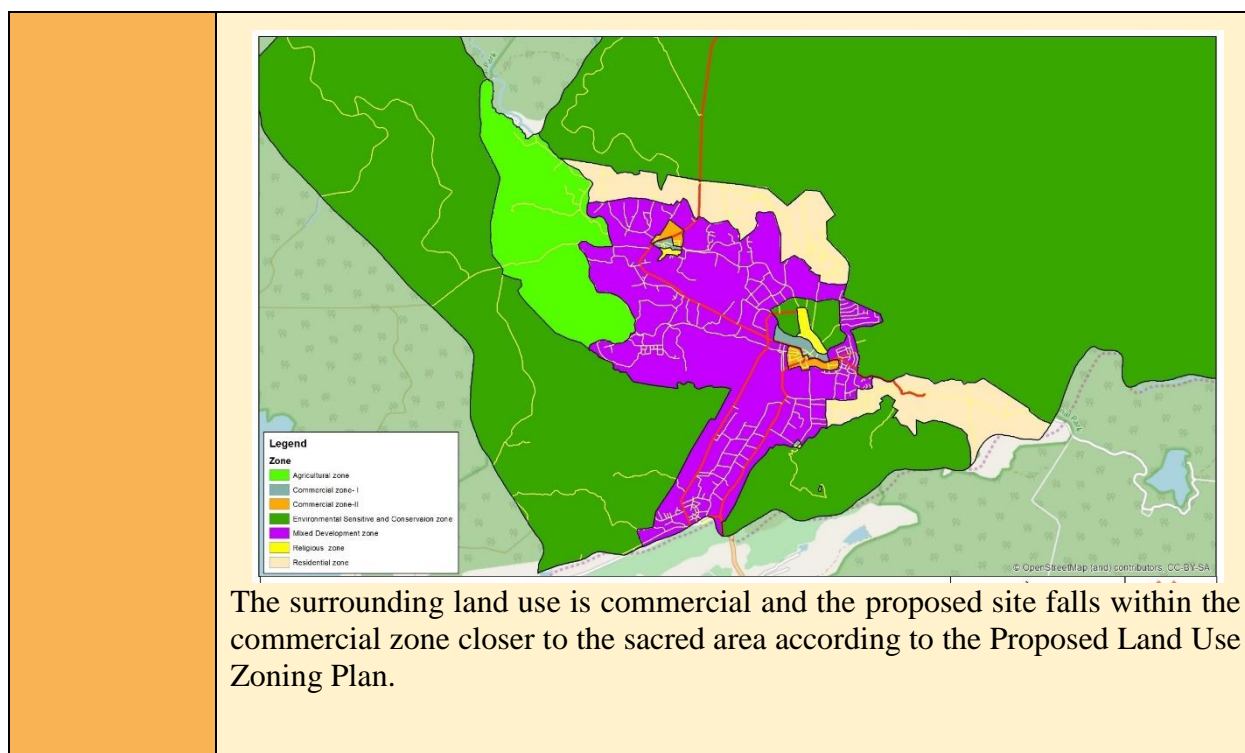 Legend
Zone
Agricultural zone
Commercial zone- I
Commercial zone-II
Environmental Sensitive and Conservaion zone
Mixed Development zone
Religious zone
Residential zone
© OpenStreetMap (and) contributors, CC-BY-SA
The surrounding land use is commercial and the proposed site falls within the
commercial zone closer to the sacred area according to the Proposed Land Use
Zoning Plan.